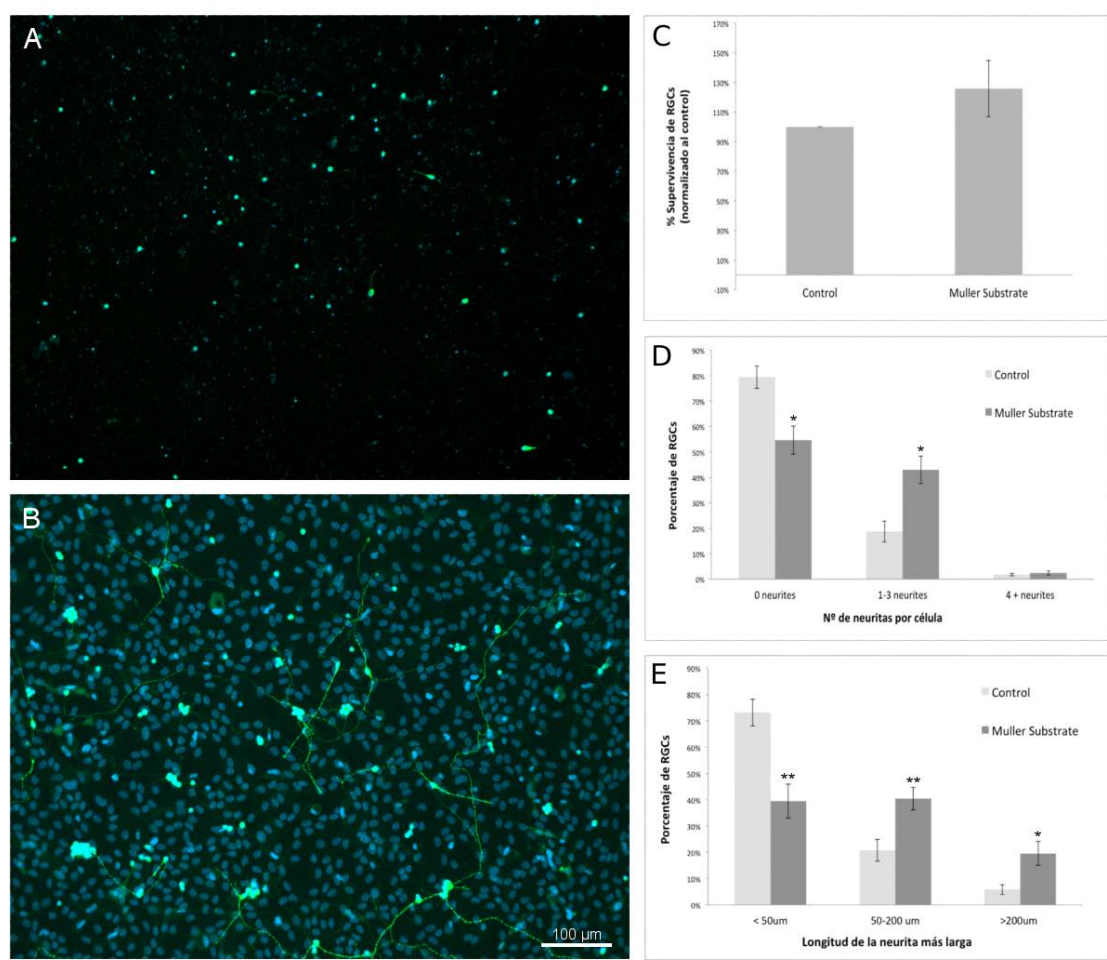 A
B
100 µm
C
170%
150%
130%
110%
90%
70%
50%
30%
10%
-10%
% Supervivencia de RGCs
(normalizado al control)
Control
Muller Substrate
D
90%
80%
70%
60%
50%
40%
30%
20%
10%
0%
Porcentaje de RGCs
Control
Muller Substrate
*
*
0 neurites
1-3 neurites
4 + neurites
Nº de neuritas por célula
E
90%
80%
70%
60%
50%
40%
30%
20%
10%
0%
Porcentaje de RGCs
Control
Muller Substrate
**
**
*
< 50um
50-200 um
>200um
Longitud de la neurita más larga